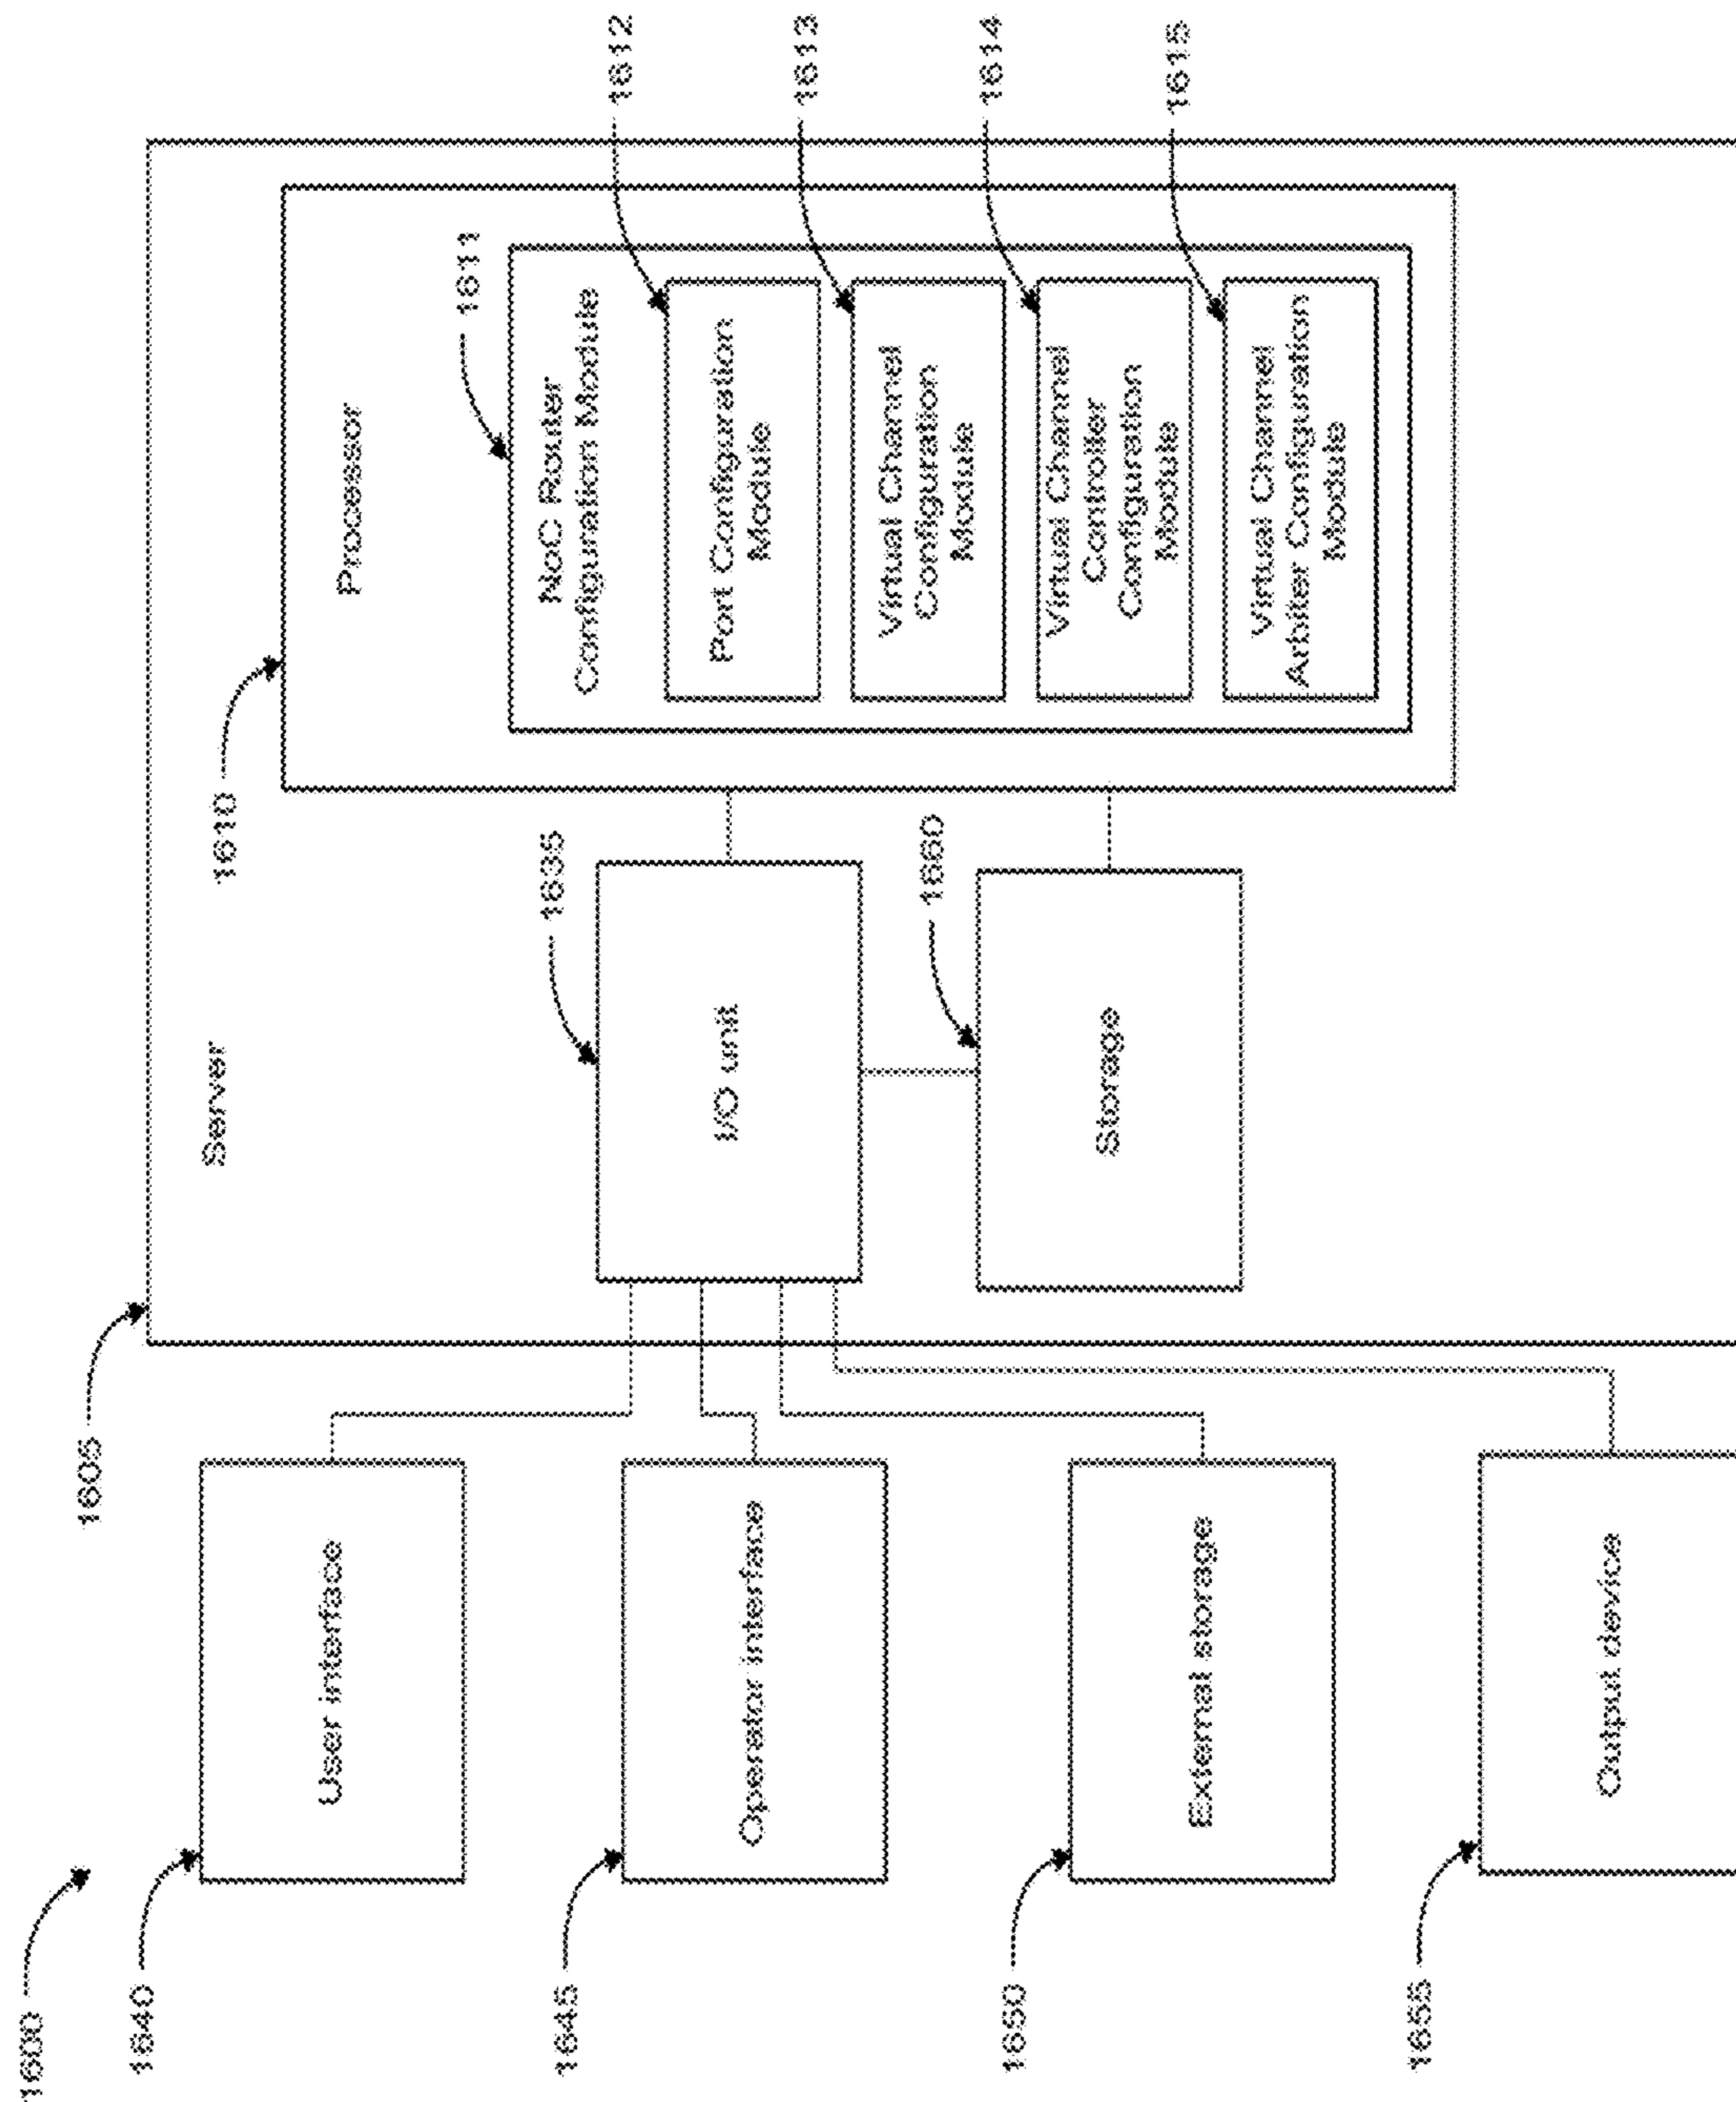 1600
1605
1640
User interface
Server
1610
Processor
1611
NoC Router
Configuration Module
1635
I/O unit
1645
Operator interface
1612
Port Configuration
Module
1613
Virtual Channel
Configuration
Module
1660
Storage
1650
External storage
1614
Virtual Channel
Controller
Configuration
Module
1615
Virtual Channel
Arbiter Configuration
Module
1655
Output device